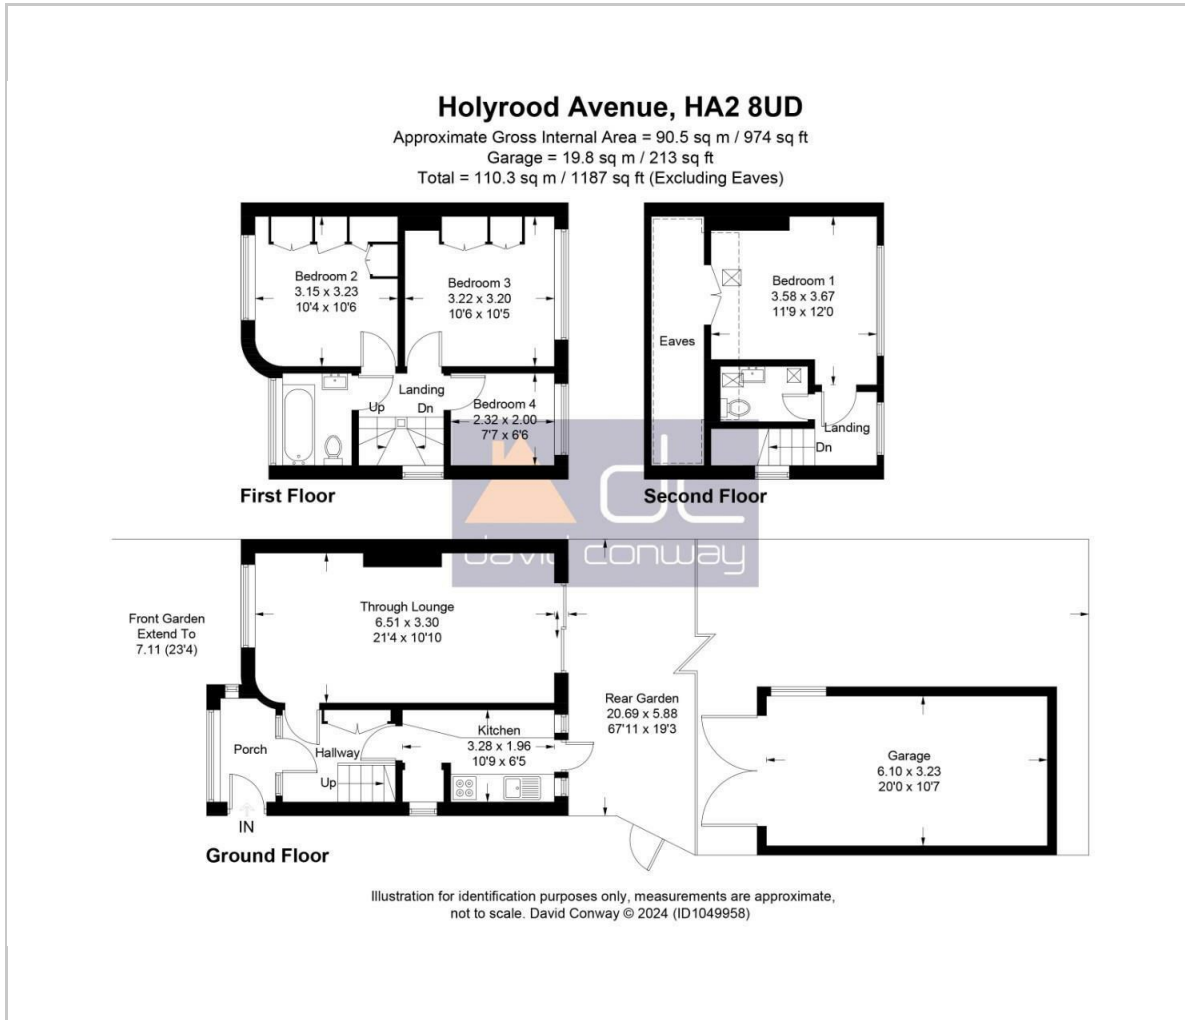 Holyrood Avenue, HA2 8UD
Approximate Gross Internal Area = 90.5 sq m / 974 sq ft
Garage = 19.8 sq m / 213 sq ft
Total = 110.3 sq m / 1187 sq ft (Excluding Eaves)
Bedroom 2
3.15 x 3.23
10'4 x 10'6
Bedroom 3
3.22 x 3.20
10'6 x 10'5
Landing
Up
Dn
Bedroom 4
2.32 x 2.00
7'7 x 6'6
First Floor
Bedroom 1
3.58 x 3.67
11'9 x 12'0
Eaves
Landing
Dn
Second Floor
dc
david conway
Front Garden
Extend To
7.11 (23'4)
Through Lounge
6.51 x 3.30
21'4 x 10'10
Porch
Hallway
Up
Kitchen
3.28 x 1.96
10'9 x 6'5
IN
Rear Garden
20.69 x 5.88
67'11 x 19'3
Garage
6.10 x 3.23
20'0 x 10'7
Ground Floor
Illustration for identification purposes only, measurements are approximate,
not to scale. David Conway © 2024 (ID1049958)